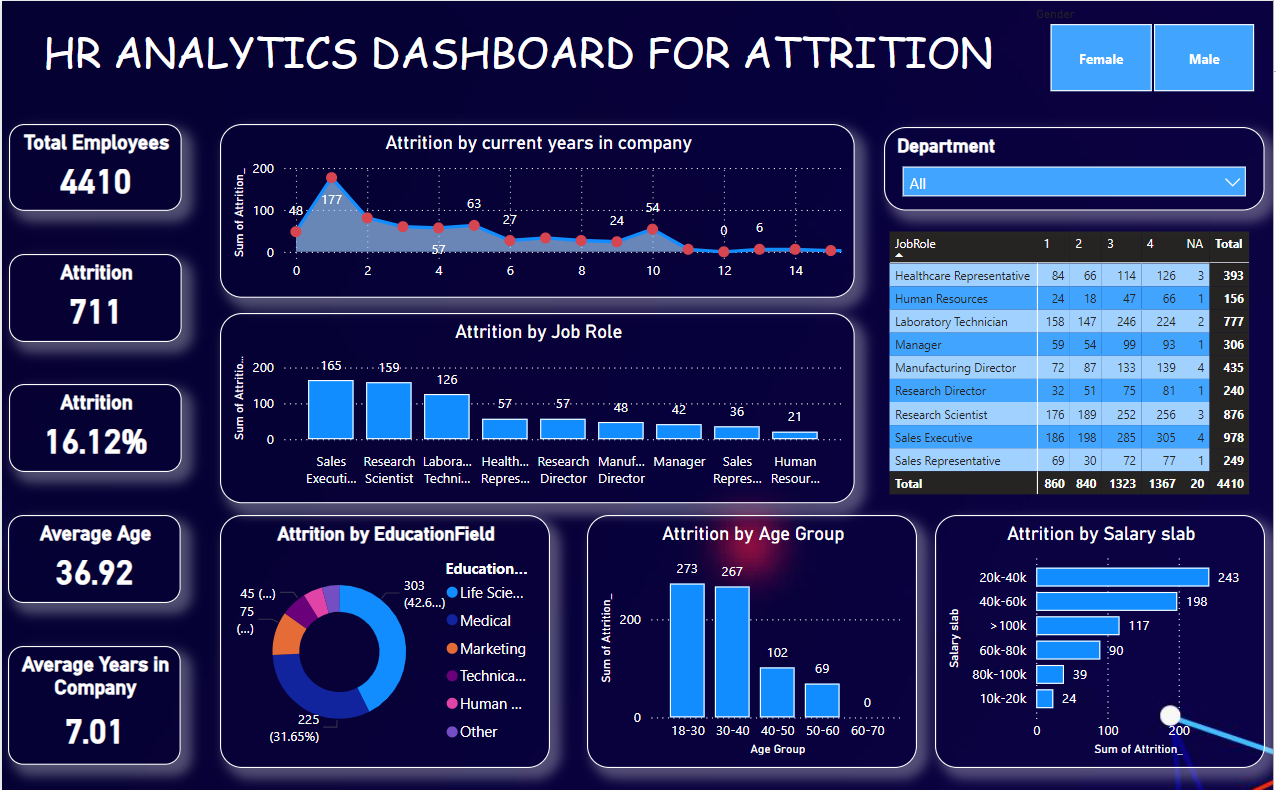 Gender
HR ANALYTICS DASHBOARD FOR ATTRITION
Female
Male
Total Employees
4410
Attrition
711
Attrition
16.12%
Average Age
36.92
Average Years in
Company
7.01
Attrition by current years in company
Sum of Attrition_
200
100
0
48
177
57
63
27
24
54
0
6
0 2 4 6 8 10 12 14
Attrition by Job Role
Sum of Attritio...
200
100
0
165 159 126 57 57 48 42 36 21
Sales Research Labora... Health... Research Manuf... Manager Sales Human
Executi... Scientist Techni... Repres... Director Director Repres... Resour...
Department
All
JobRole 1 2 3 4 NA Total
Healthcare Representative 84 66 114 126 3 393
Human Resources 24 18 47 66 1 156
Laboratory Technician 158 147 246 224 2 777
Manager 59 54 99 93 1 306
Manufacturing Director 72 87 133 139 4 435
Research Director 32 51 75 81 1 240
Research Scientist 176 189 252 256 3 876
Sales Executive 186 198 285 305 4 978
Sales Representative 69 30 72 77 1 249
Total 860 840 1323 1367 20 4410
Attrition by EducationField
303
(42.6...)
45 (...)
75
(...)
225
(31.65%)
Education...
Life Scie...
Medical
Marketing
Technica...
Human ...
Other
Attrition by Age Group
Sum of Attrition_
200
0
273 267 102 69 0
18-30 30-40 40-50 50-60 60-70
Age Group
Attrition by Salary slab
Salary slab
20k-40k 243
40k-60k 198
>100k 117
60k-80k 90
80k-100k 39
10k-20k 24
0 100 200
Sum of Attrition_